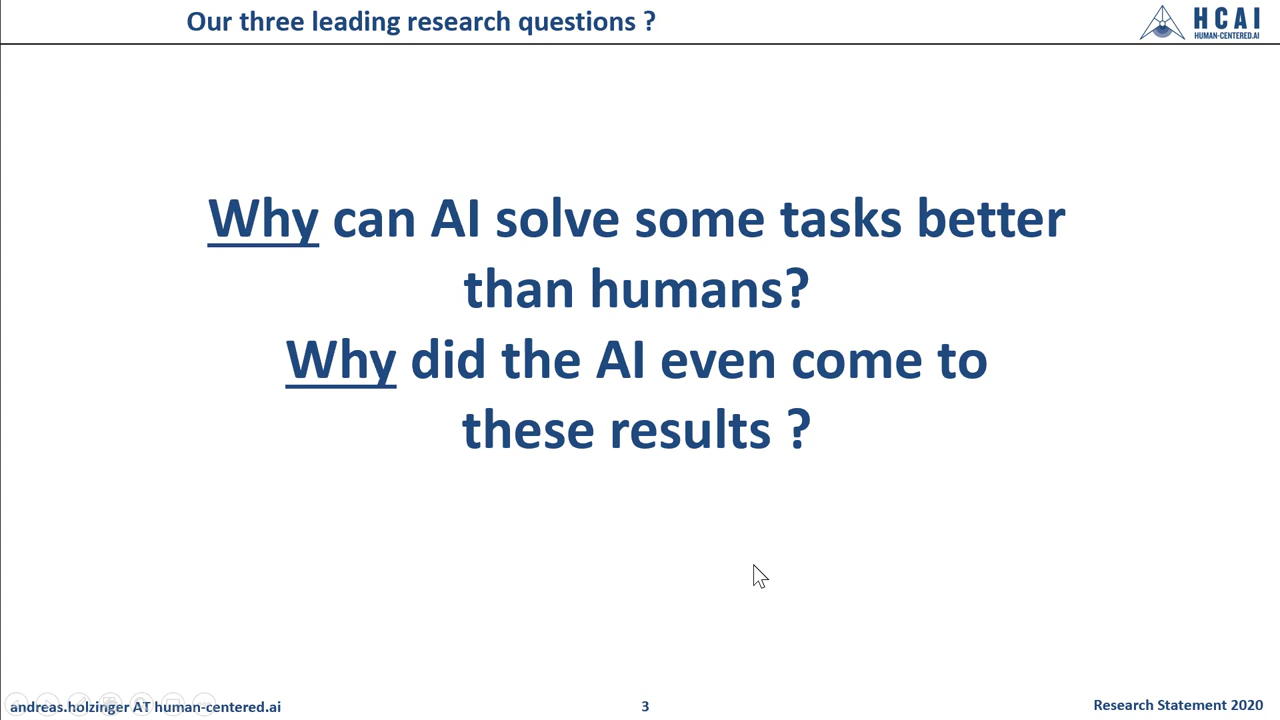 Our three leading research questions ?
HCAI
HUMAN-CENTERED.AI
Why can AI solve some tasks better
than humans?
Why did the AI even come to
these results ?
andreas.holzinger AT human-centered.ai
3
Research Statement 2020